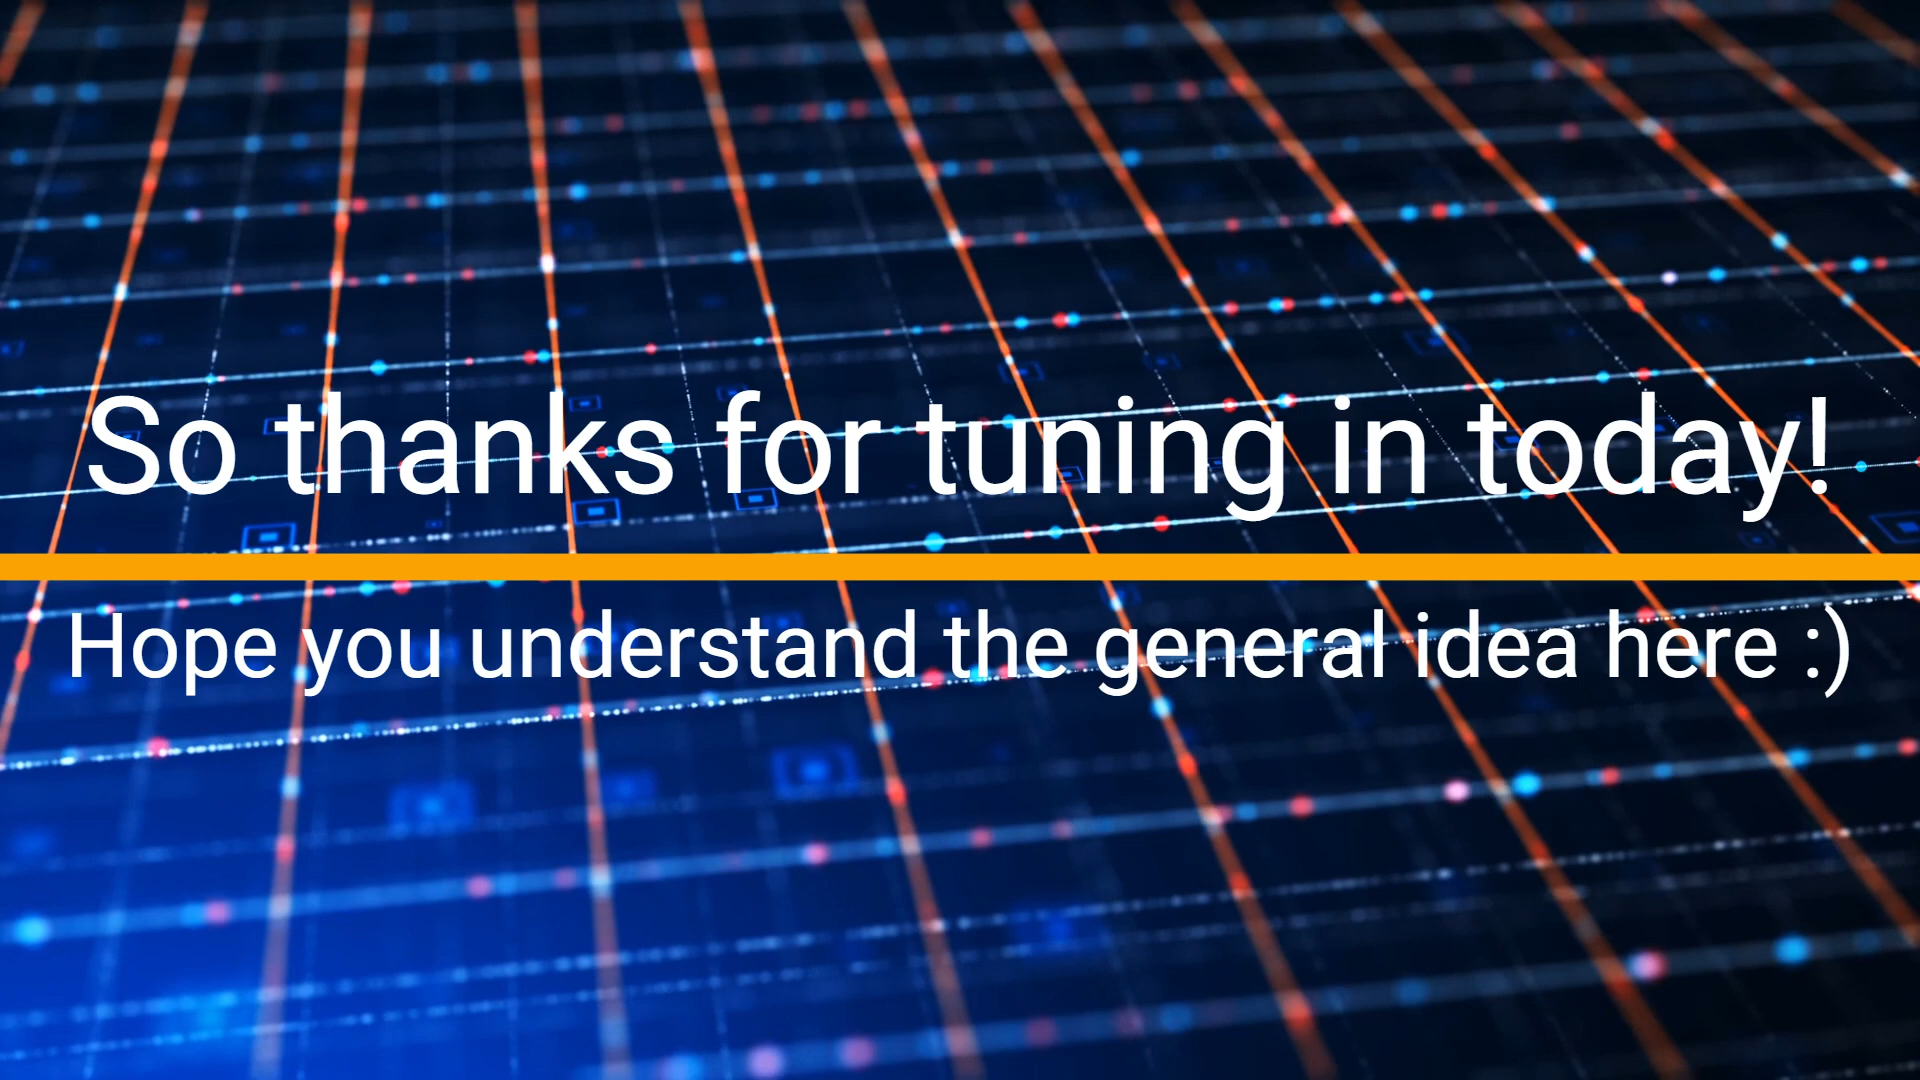 So thanks for tuning in today!
Hope you understand the general idea here :)